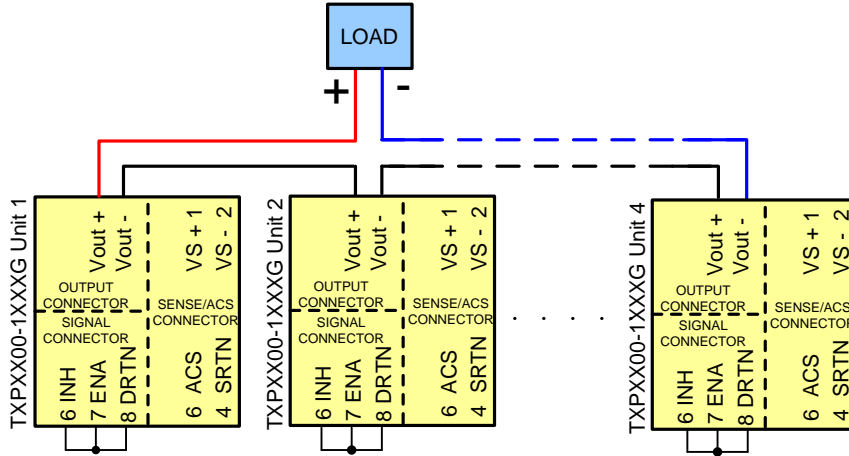 LOAD
+ -
TXPXX00-1XXXG Unit 1
Vout +
Vout -
VS + 1
VS - 2
OUTPUT
CONNECTOR
SIGNAL
CONNECTOR
SENSE/ACS
CONNECTOR
6 INH
7 ENA
8 DRTN
6 ACS
4 SRTN
TXPXX00-1XXXG Unit 2
Vout +
Vout -
VS + 1
VS - 2
OUTPUT
CONNECTOR
SIGNAL
CONNECTOR
SENSE/ACS
CONNECTOR
6 INH
7 ENA
8 DRTN
6 ACS
4 SRTN
. . . . .
TXPXX00-1XXXG Unit 4
Vout +
Vout -
VS + 1
VS - 2
OUTPUT
CONNECTOR
SIGNAL
CONNECTOR
SENSE/ACS
CONNECTOR
6 INH
7 ENA
8 DRTN
6 ACS
4 SRTN